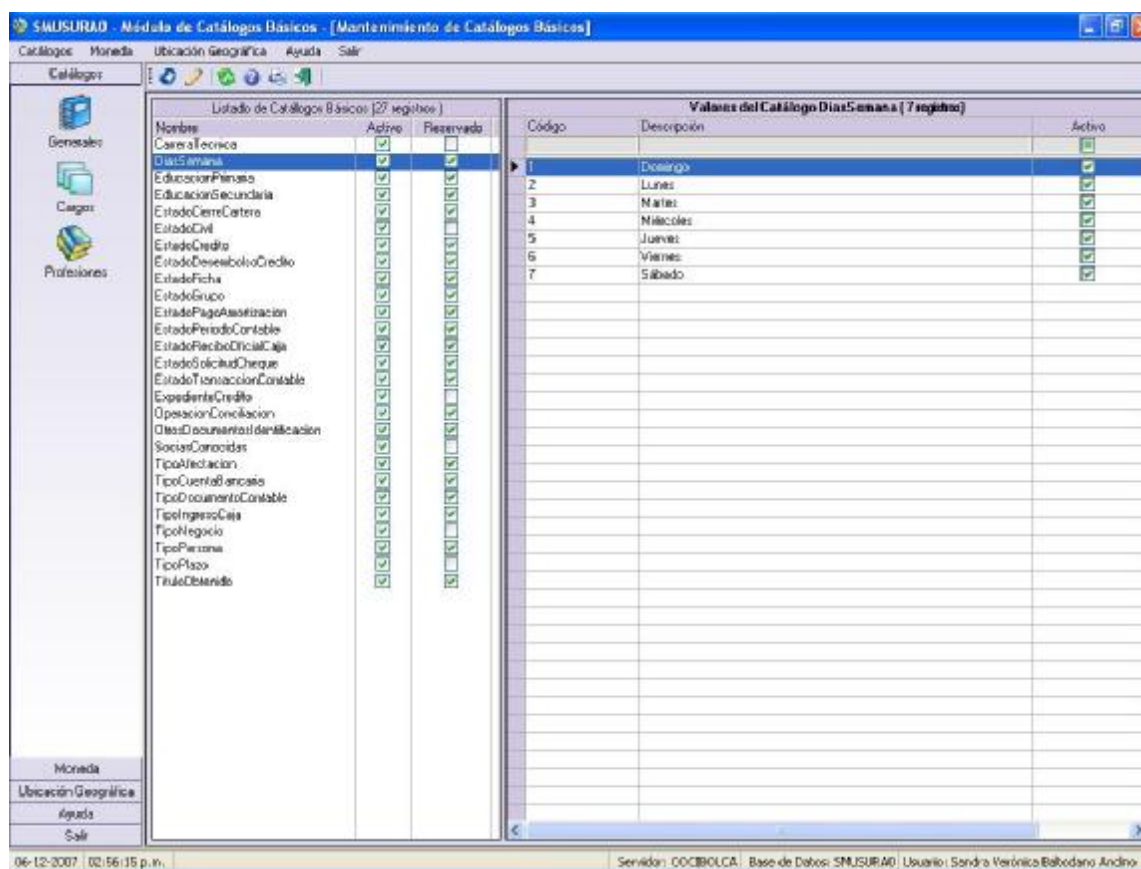 SMUSURA0 - Módulo de Catálogos Básicos - [Mantenimiento de Catálogos Básicos]
Catálogos Moneda Ubicación Geográfica Ayuda Salir
Catálogos
Generales
Cargos
Profesiones
Moneda
Ubicación Geográfica
Ayuda
Salir
Listado de Catálogos Básicos (27 registros )
Nombre Activo Reservado
CarreraTecnica
DiasSemana
EducacionPrimaria
EducacionSecundaria
EstadoCierreCartera
EstadoCivil
EstadoCredito
EstadoDesembolsoCredito
EstadoFicha
EstadoGrupo
EstadoPagoAmortizacion
EstadoPeriodoContable
EstadoReciboOficialCaja
EstadoSolicitudCheque
EstadoTransaccionContable
ExpedienteCredito
OperacionConciliacion
OtrosDocumentosIdentificacion
SociasConocidas
TipoAfectacion
TipoCuentaBancaria
TipoDocumentoContable
TipoIngresoCaja
TipoNegocio
TipoPersona
TipoPlazo
TituloObtenido
Valores del Catálogo DiasSemana ( 7 registros)
Código Descripción Activo
1 Domingo
2 Lunes
3 Martes
4 Miércoles
5 Jueves
6 Viernes
7 Sábado
06-12-2007 02:56:15 p.m. Servidor: COCIBOLCA Base de Datos: SMUSURA0 Usuario: Sandra Verónica Baltodano Andino